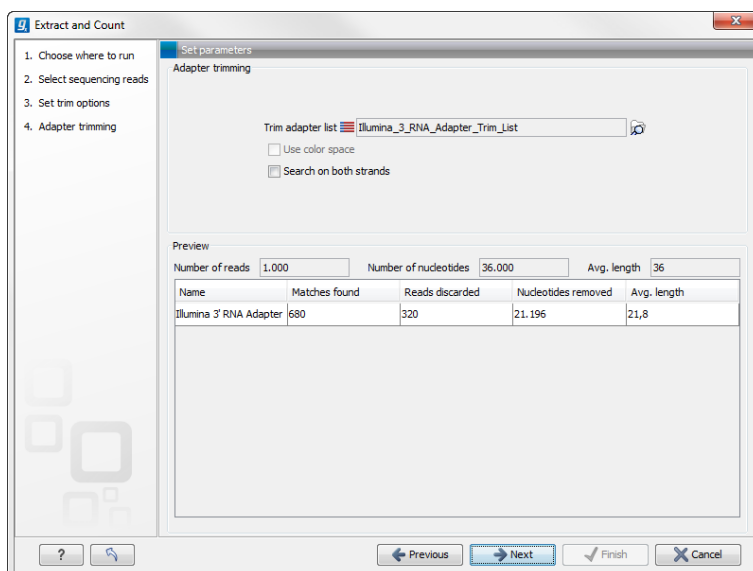 Extract and Count
1. Choose where to run
2. Select sequencing reads
3. Set trim options
4. Adapter trimming
Set parameters
Adapter trimming
Trim adapter list Illumina_3_RNA_Adapter_Trim_List
Use color space
Search on both strands
Preview
Number of reads 1.000 Number of nucleotides 36.000 Avg. length 36
Name Matches found Reads discarded Nucleotides removed Avg. length
Illumina 3' RNA Adapter 680 320 21.196 21,8
? Previous Next Finish Cancel